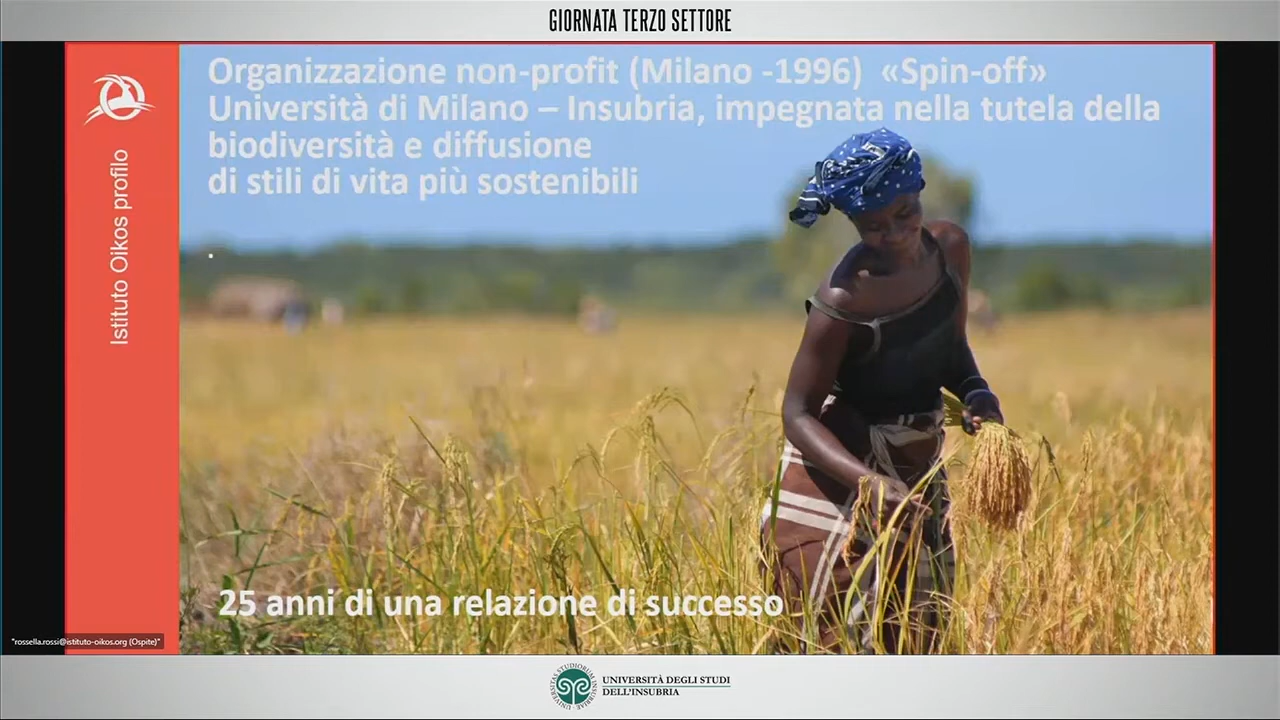 GIORNATA TERZO SETTORE
Organizzazione non-profit (Milano -1996) «Spin-off»
Università di Milano – Insubria, impegnata nella tutela della
biodiversità e diffusione
di stili di vita più sostenibili
Istituto Oikos profilo
25 anni di una relazione di successo
"rossella.rossi@istituto-oikos.org (Ospite)"
UNIVERSITÀ DEGLI STUDI
DELL'INSUBRIA